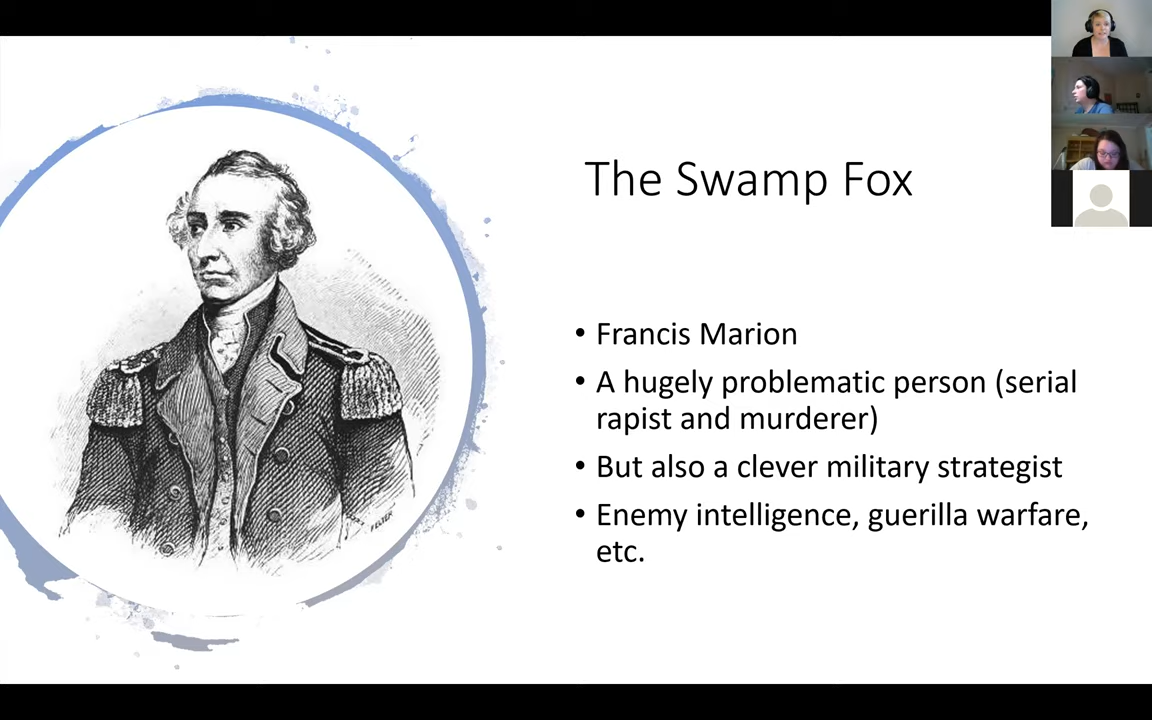 The Swamp Fox
• Francis Marion
• A hugely problematic person (serial
rapist and murderer)
• But also a clever military strategist
• Enemy intelligence, guerilla warfare,
etc.